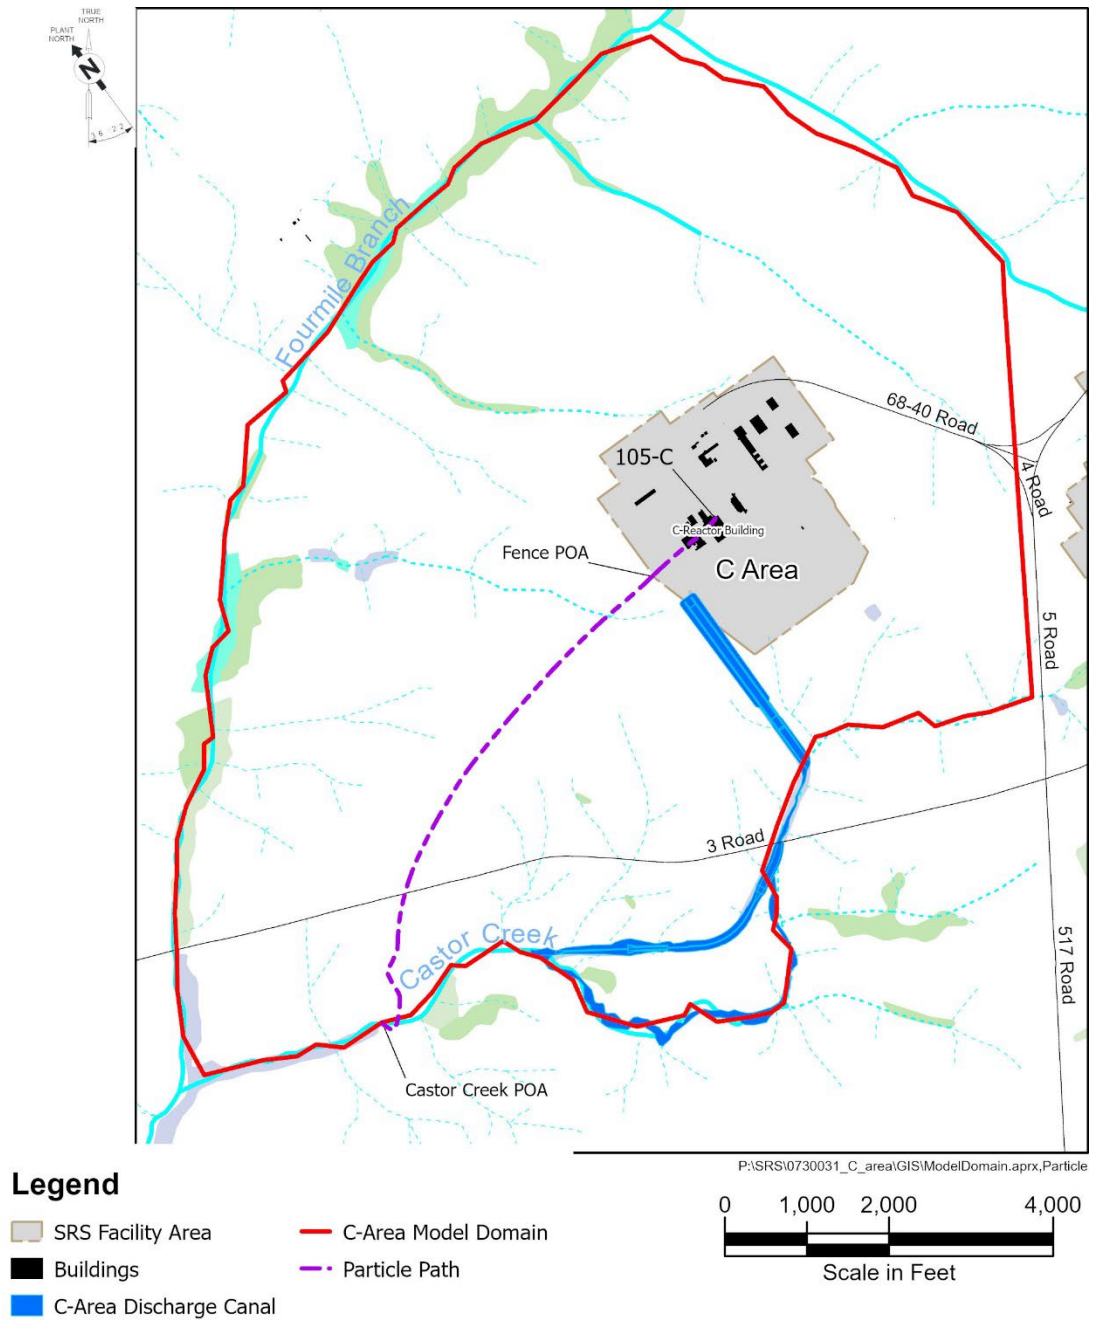 TRUE
NORTH
PLANT
NORTH
N
36°22'
Fourmile Branch
68-40 Road
105-C
4 Road
C-Reactor Building
Fence POA
C Area
5 Road
3 Road
Castor Creek
517 Road
Castor Creek POA
P:\SRS\0730031_C_area\GIS\ModelDomain.aprx,Particle
Legend
SRS Facility Area
Buildings
C-Area Discharge Canal
C-Area Model Domain
Particle Path
0 1,000 2,000 4,000
Scale in Feet